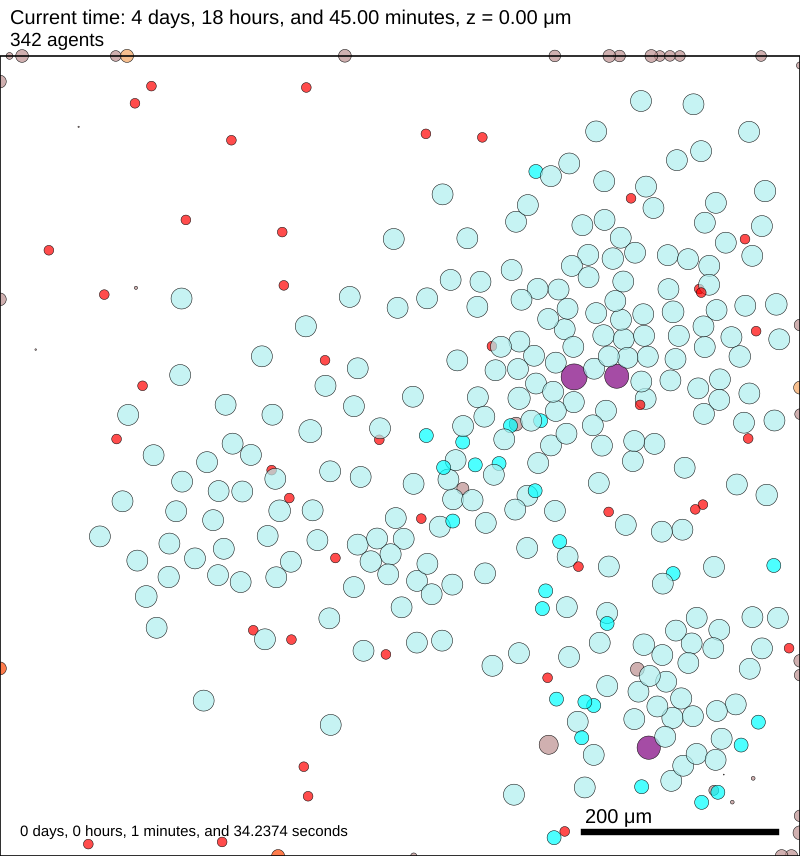 Current time: 4 days, 18 hours, and 45.00 minutes, z = 0.00 μm
342 agents
200 μm
0 days, 0 hours, 1 minutes, and 34.2374 seconds